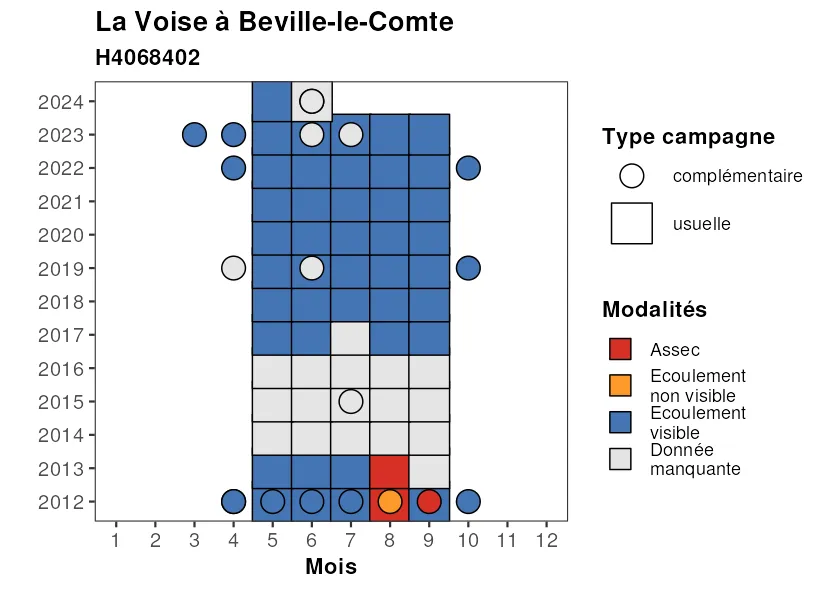 La Voise à Beville-le-Comte
H4068402
2024
2023
2022
2021
2020
2019
2018
2017
2016
2015
2014
2013
2012
1 2 3 4 5 6 7 8 9 10 11 12
Mois
Type campagne
complémentaire
usuelle
Modalités
Assec
Ecoulement
non visible
Ecoulement
visible
Donnée
manquante